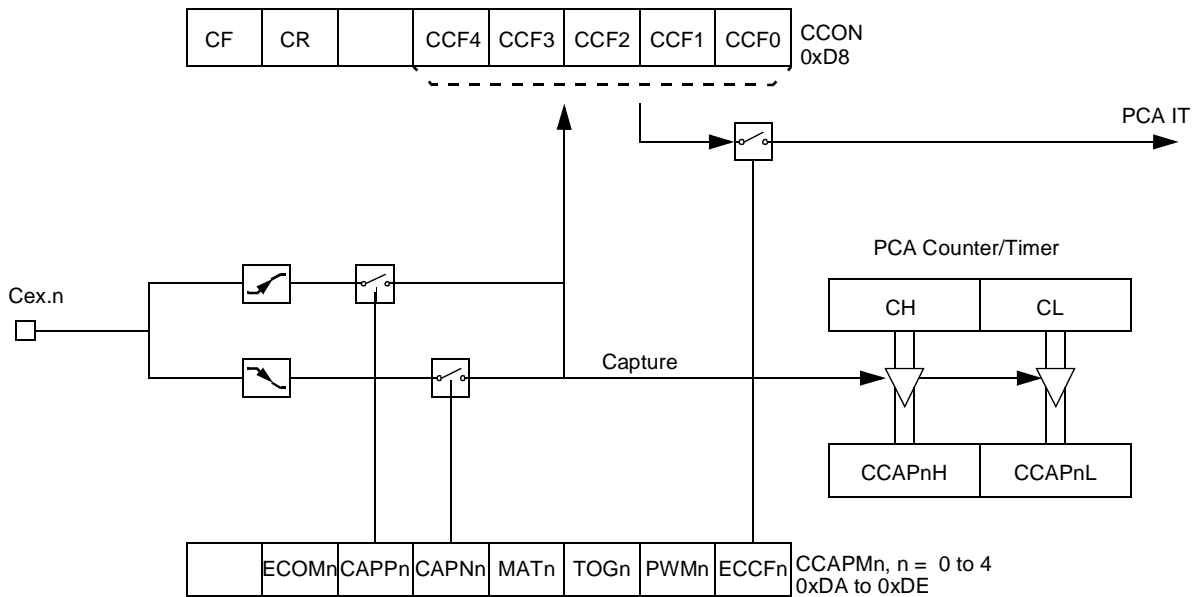 CF CR CCF4 CCF3 CCF2 CCF1 CCF0 CCON
0xD8
PCA IT
PCA Counter/Timer
Cex.n
CH CL
Capture
CCAPnH CCAPnL
ECOMn CAPPn CAPNn MATn TOGn PWMn ECCFn CCAPMn, n = 0 to 4
0xDA to 0xDE